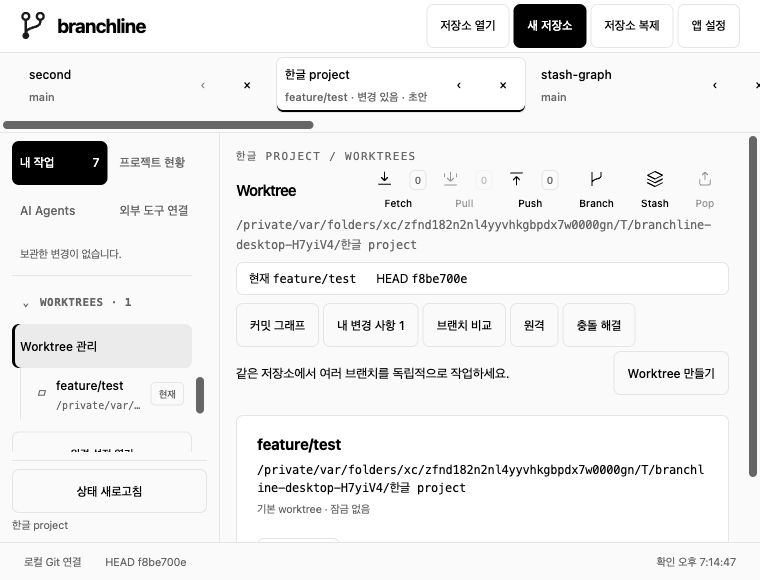 branchline
저장소 열기
새 저장소
저장소 복제
앱 설정
second
main
한글 project
feature/test · 변경 있음 · 초안
stash-graph
main
내 작업 7
프로젝트 현황
AI Agents
외부 도구 연결
보관한 변경이 없습니다.
WORKTREES · 1
Worktree 관리
feature/test
/private/var/…
현재
상태 새로고침
한글 project
한글 PROJECT / WORKTREES
Worktree
0
0
0
Fetch
Pull
Push
Branch
Stash
Pop
/private/var/folders/xc/zfnd182n2nl4yyvhkgbpdx7w0000gn/T/branchline-
desktop-H7yiV4/한글 project
현재 feature/test HEAD f8be700e
커밋 그래프
내 변경 사항 1
브랜치 비교
원격
충돌 해결
같은 저장소에서 여러 브랜치를 독립적으로 작업하세요.
Worktree 만들기
feature/test
/private/var/folders/xc/zfnd182n2nl4yyvhkgbpdx7w0000gn/T/branchl
ine-desktop-H7yiV4/한글 project
기본 worktree · 잠금 없음
로컬 Git 연결
HEAD f8be700e
확인 오후 7:14:47